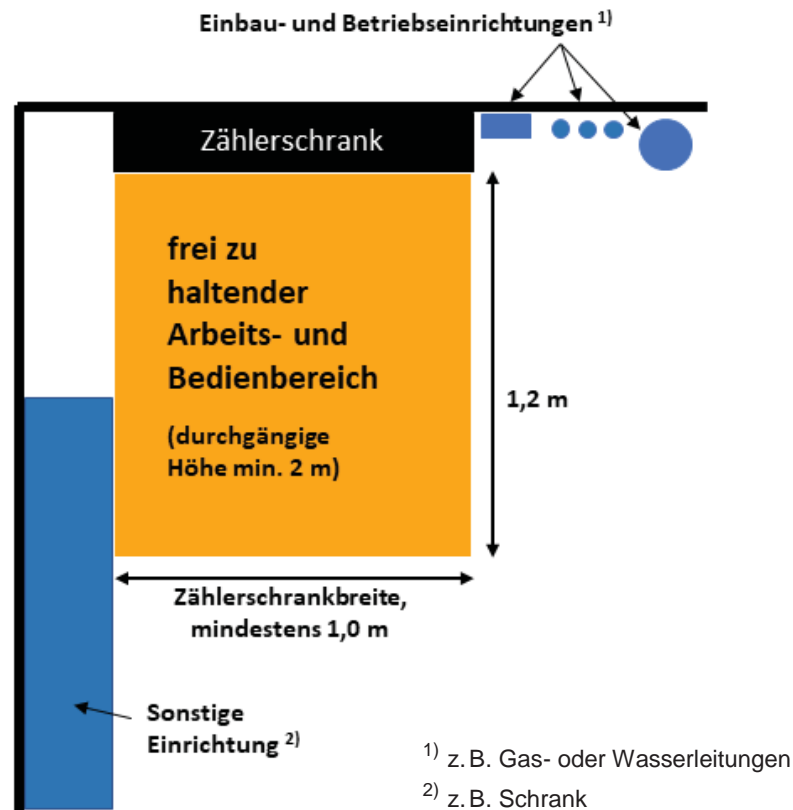 Einbau- und Betriebseinrichtungen 1)
Zählerschrank
frei zu
haltender
Arbeits- und
Bedienbereich
(durchgängige
Höhe min. 2 m)
1,2 m
Zählerschrankbreite,
mindestens 1,0 m
Sonstige
Einrichtung 2)
1) z. B. Gas- oder Wasserleitungen
2) z. B. Schrank